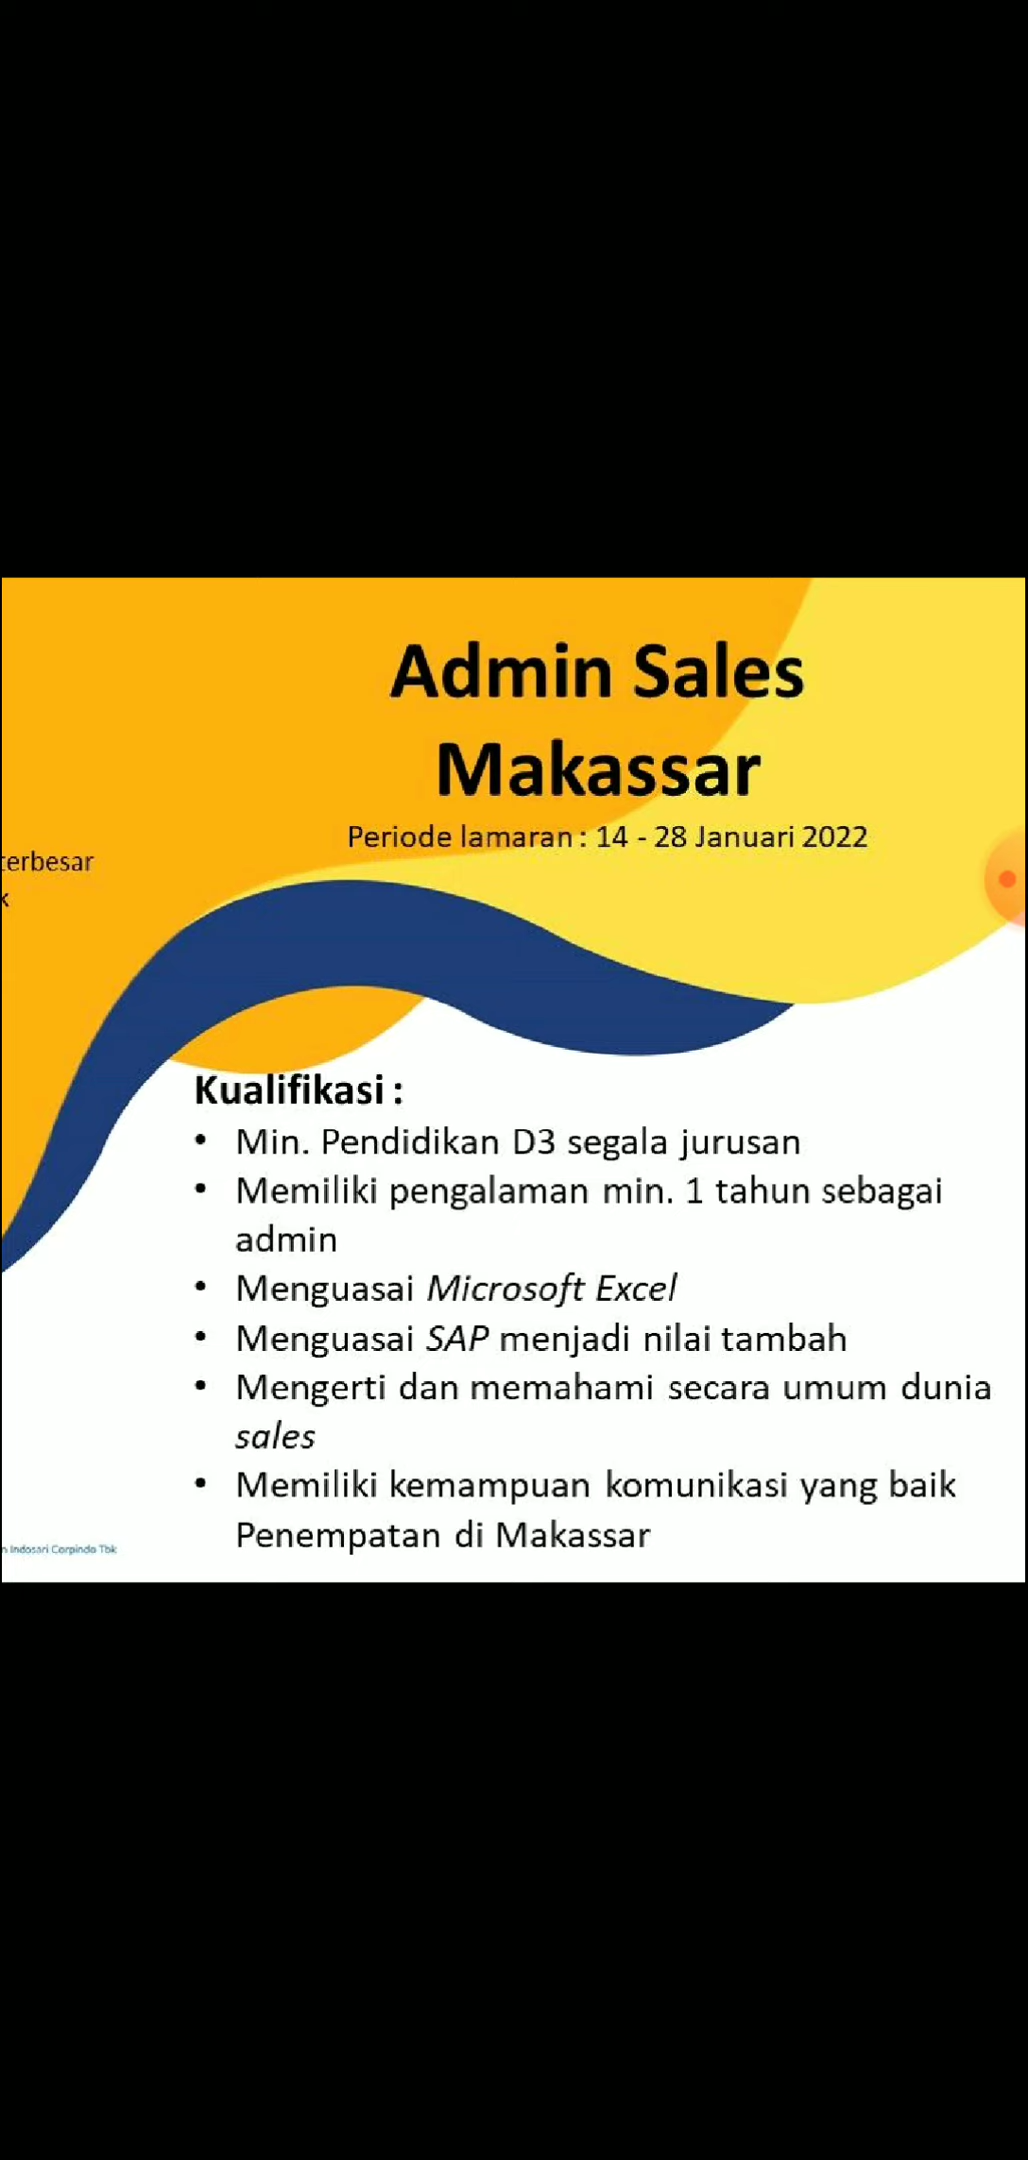 Admin Sales
Makassar
Periode lamaran : 14 - 28 Januari 2022
terbesar
k
Kualifikasi :
• Min. Pendidikan D3 segala jurusan
• Memiliki pengalaman min. 1 tahun sebagai
admin
• Menguasai Microsoft Excel
• Menguasai SAP menjadi nilai tambah
• Mengerti dan memahami secara umum dunia
sales
• Memiliki kemampuan komunikasi yang baik
Penempatan di Makassar
n Indosari Corpindo Tbk